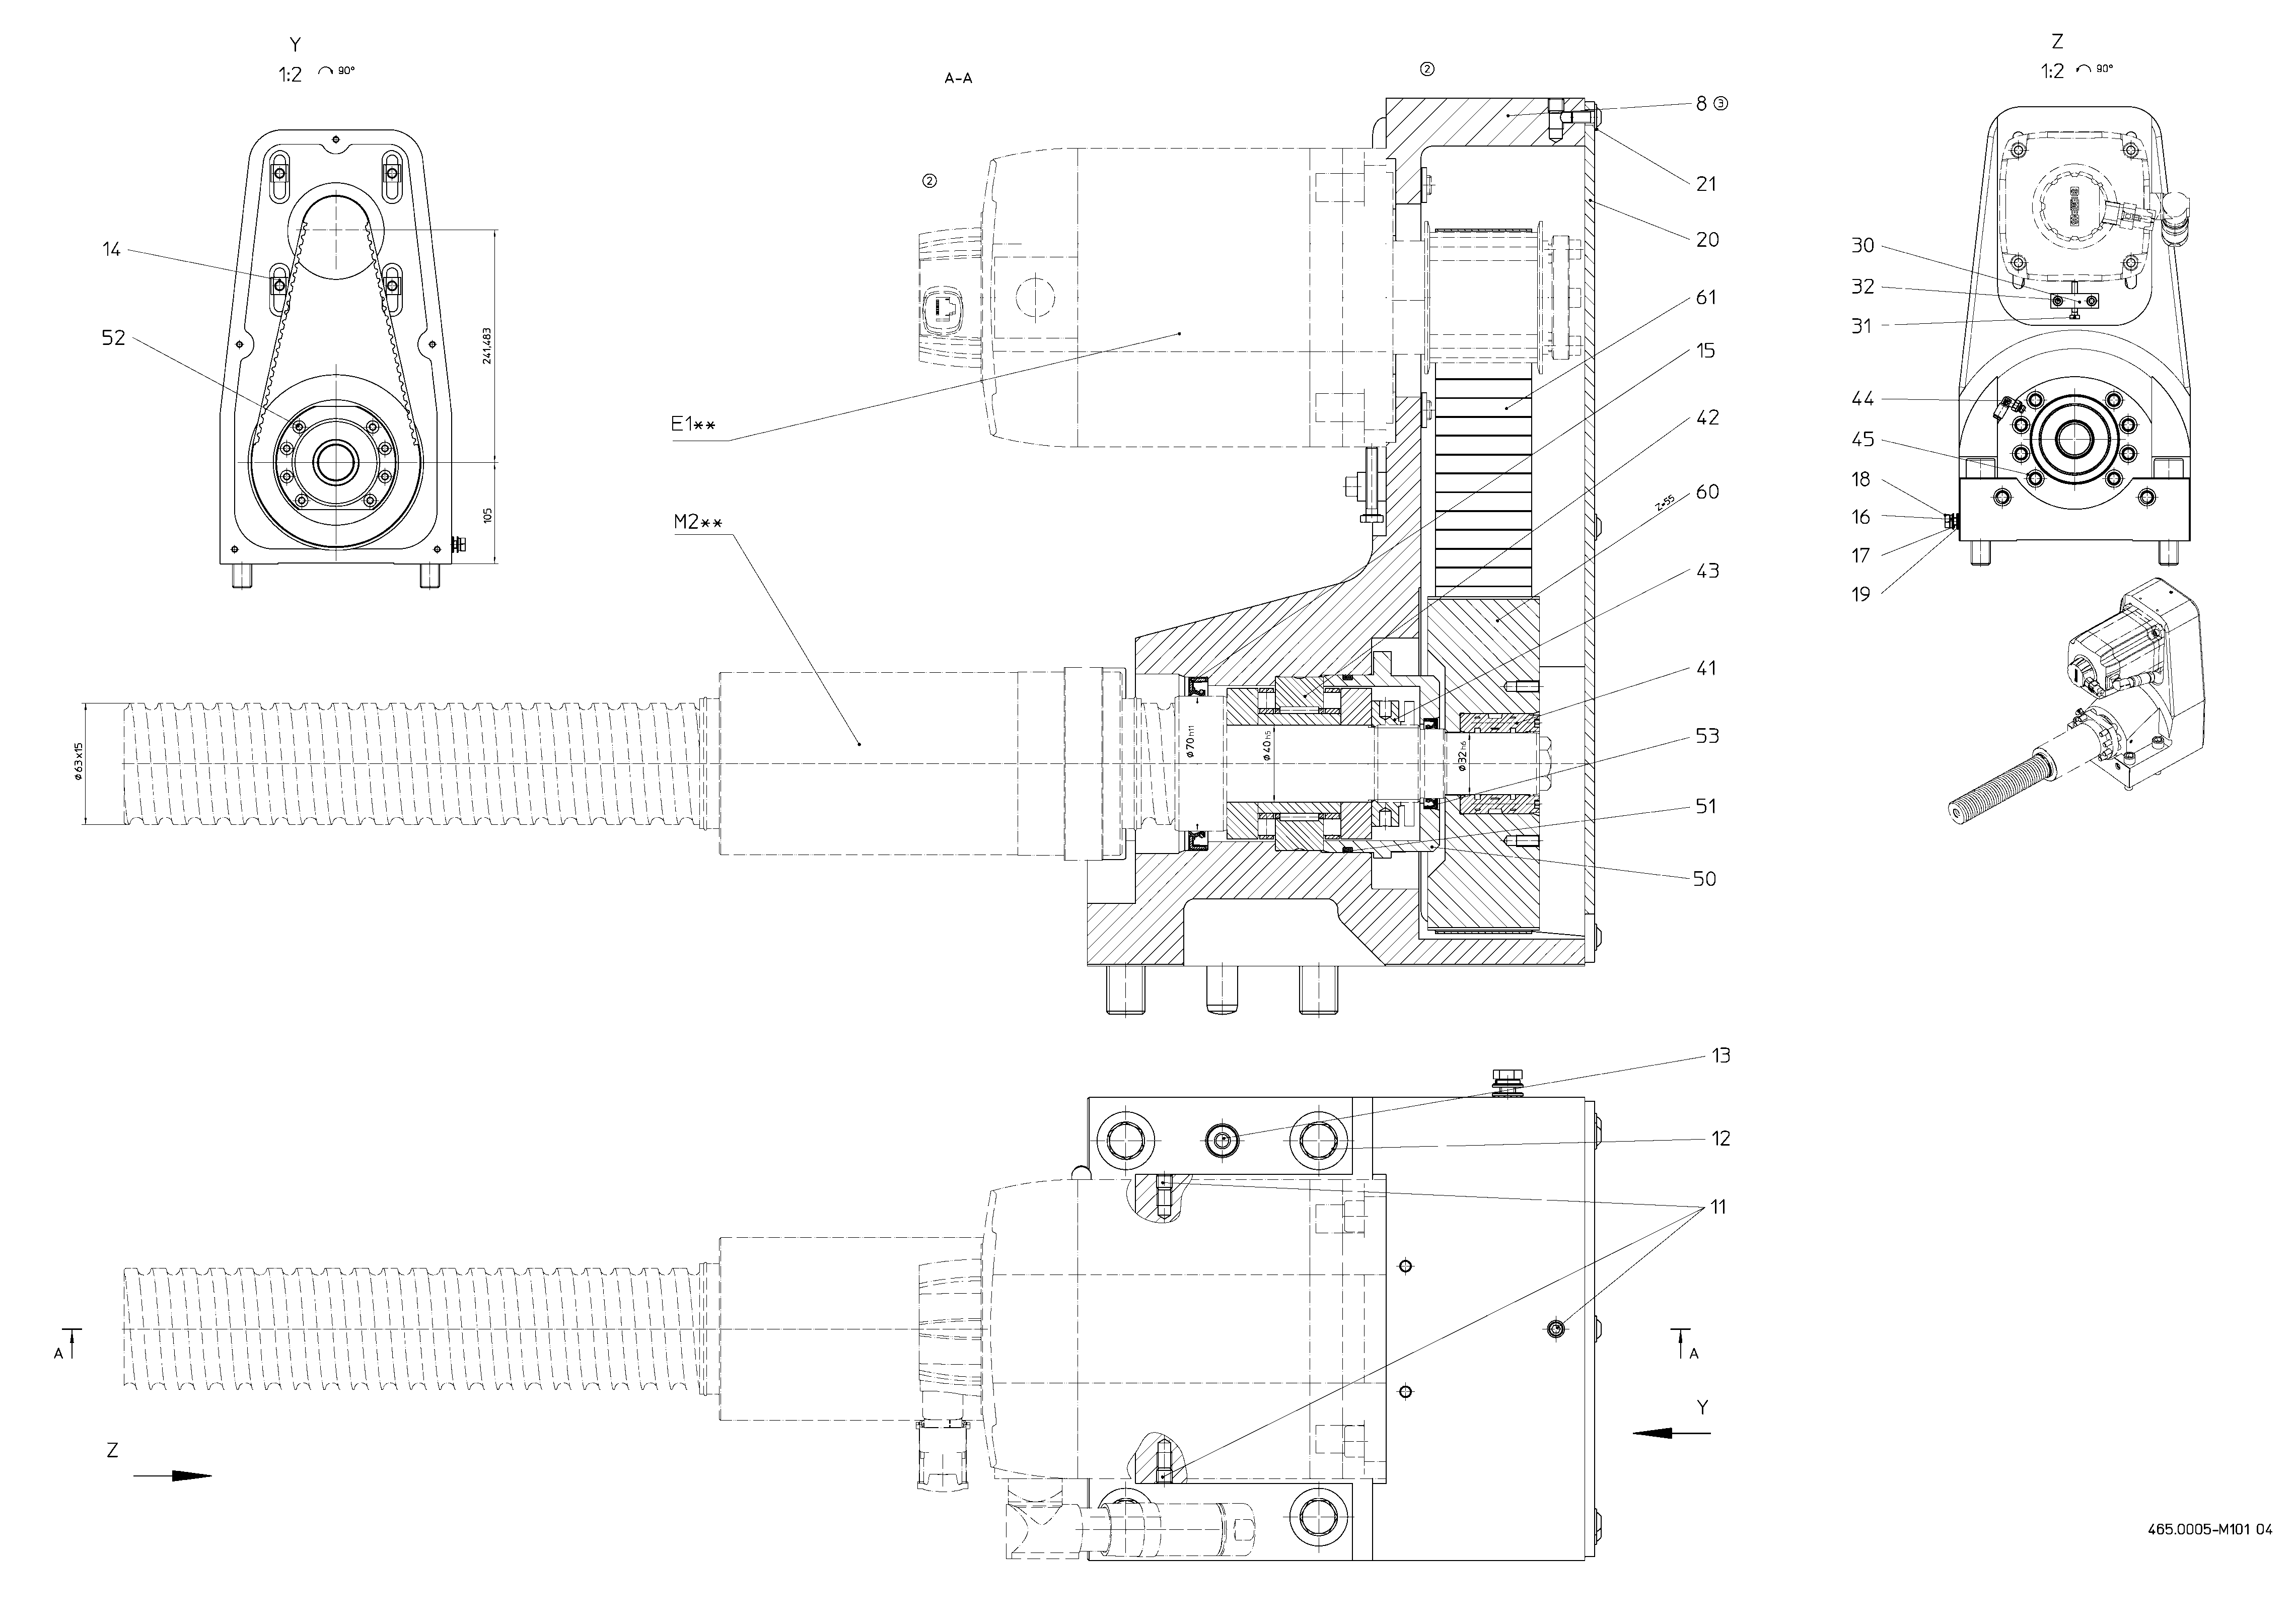 Y
1:2 90°
14
52
241,483
105
A-A
②
②
8 ③
21
20
61
15
42
Z=55
60
43
41
53
51
50
E1**
M2**
ø63x15
ø70h11
ø40h5
ø32h6
Z
1:2 90°
30
32
31
44
45
18
16
17
19
13
12
11
A
A
Y
Z
465.0005-M101 04